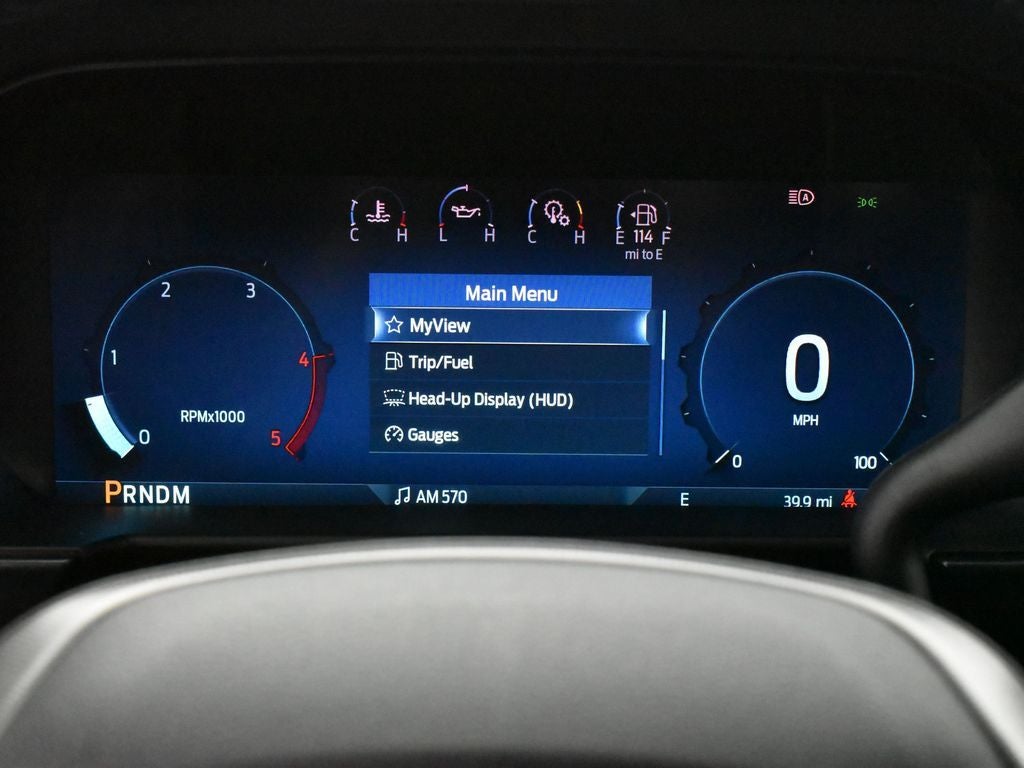 C H
L H
C H
E 114 F
mi to E
A
Main Menu
MyView
Trip/Fuel
Head-Up Display (HUD)
Gauges
0 1 2 3 4 5
RPMx1000
0
MPH
0 100
PRNDM
AM 570
E
39.9 mi